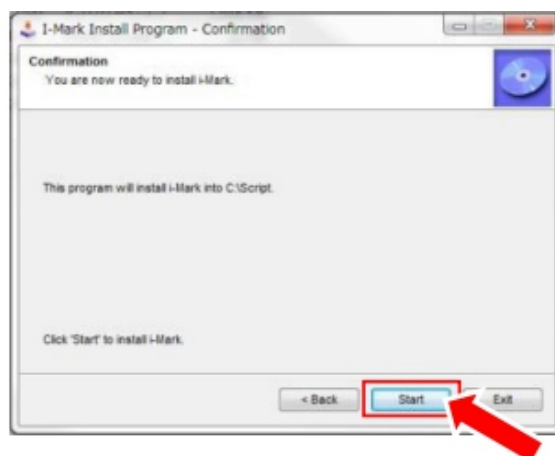 I-Mark Install Program - Confirmation
Confirmation
You are now ready to install i-Mark.
This program will install i-Mark into C:\Script.
Click 'Start' to install i-Mark.
< Back
Start
Exit